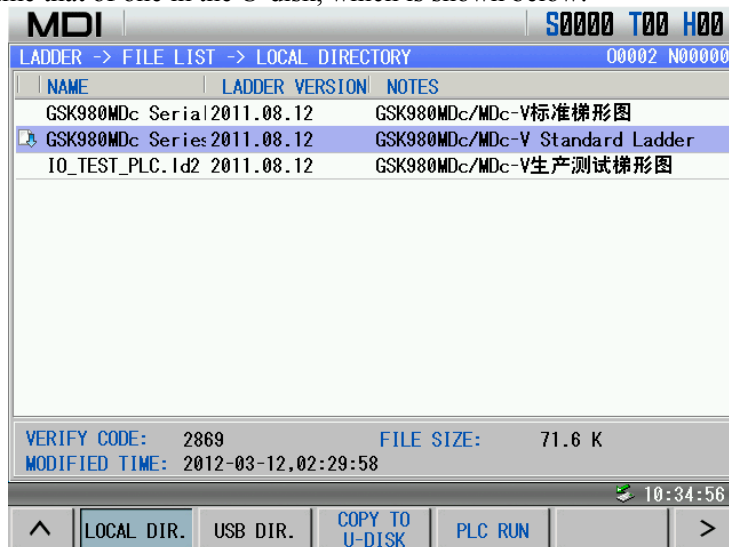 MDI S0000 T00 H00
LADDER -> FILE LIST -> LOCAL DIRECTORY O0002 N00000
NAME LADDER VERSION NOTES
GSK980MDc Serial 2011.08.12 GSK980MDc/MDc-V标准梯形图
GSK980MDc Series 2011.08.12 GSK980MDc/MDc-V Standard Ladder
IO_TEST_PLC.ld2 2011.08.12 GSK980MDc/MDc-V生产测试梯形图
VERIFY CODE: 2869 FILE SIZE: 71.6 K
MODIFIED TIME: 2012-03-12,02:29:58
10:34:56
^ LOCAL DIR. USB DIR. COPY TO U-DISK PLC RUN >